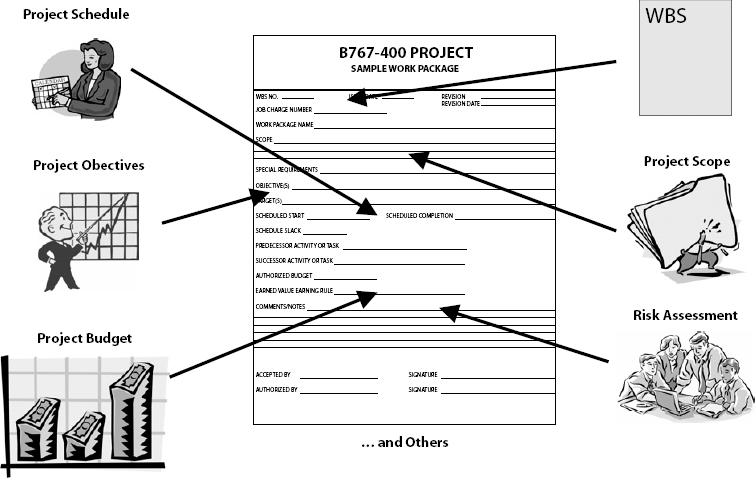 Project Schedule
CALENDAR
WBS
B767-400 PROJECT
SAMPLE WORK PACKAGE
WBS NO. DATE REVISION
REVISION DATE
JOB CHARGE NUMBER
WORK PACKAGE NAME
SCOPE
Project Obectives
Project Scope
SPECIAL REQUIREMENTS
OBJECTIVE(S)
TARGET(S)
SCHEDULED START SCHEDULED COMPLETION
SCHEDULE SLACK
PREDECESSOR ACTIVITY OR TASK
SUCCESSOR ACTIVITY OR TASK
AUTHORIZED BUDGET
EARNED VALUE EARNING RULE
COMMENTS/NOTES
Project Budget
Risk Assessment
ACCEPTED BY SIGNATURE
AUTHORIZED BY SIGNATURE
... and Others